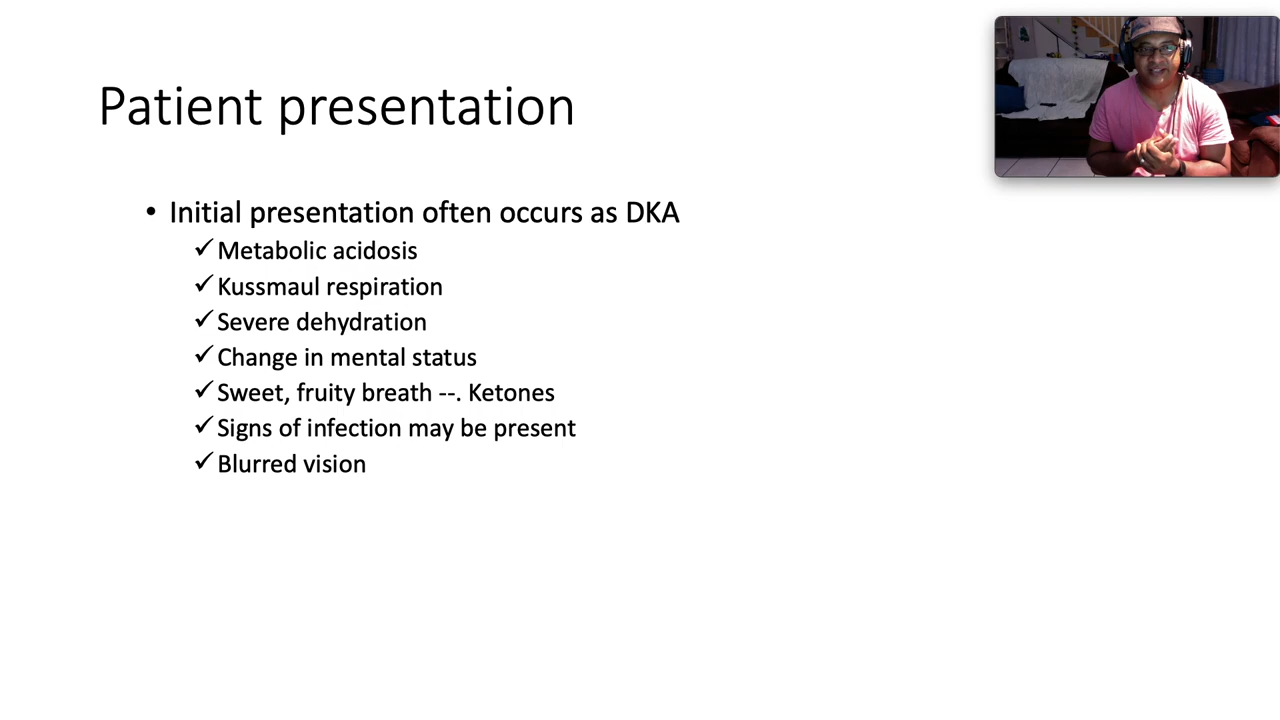 Patient presentation
• Initial presentation often occurs as DKA
✓ Metabolic acidosis
✓ Kussmaul respiration
✓ Severe dehydration
✓ Change in mental status
✓ Sweet, fruity breath --. Ketones
✓ Signs of infection may be present
✓ Blurred vision